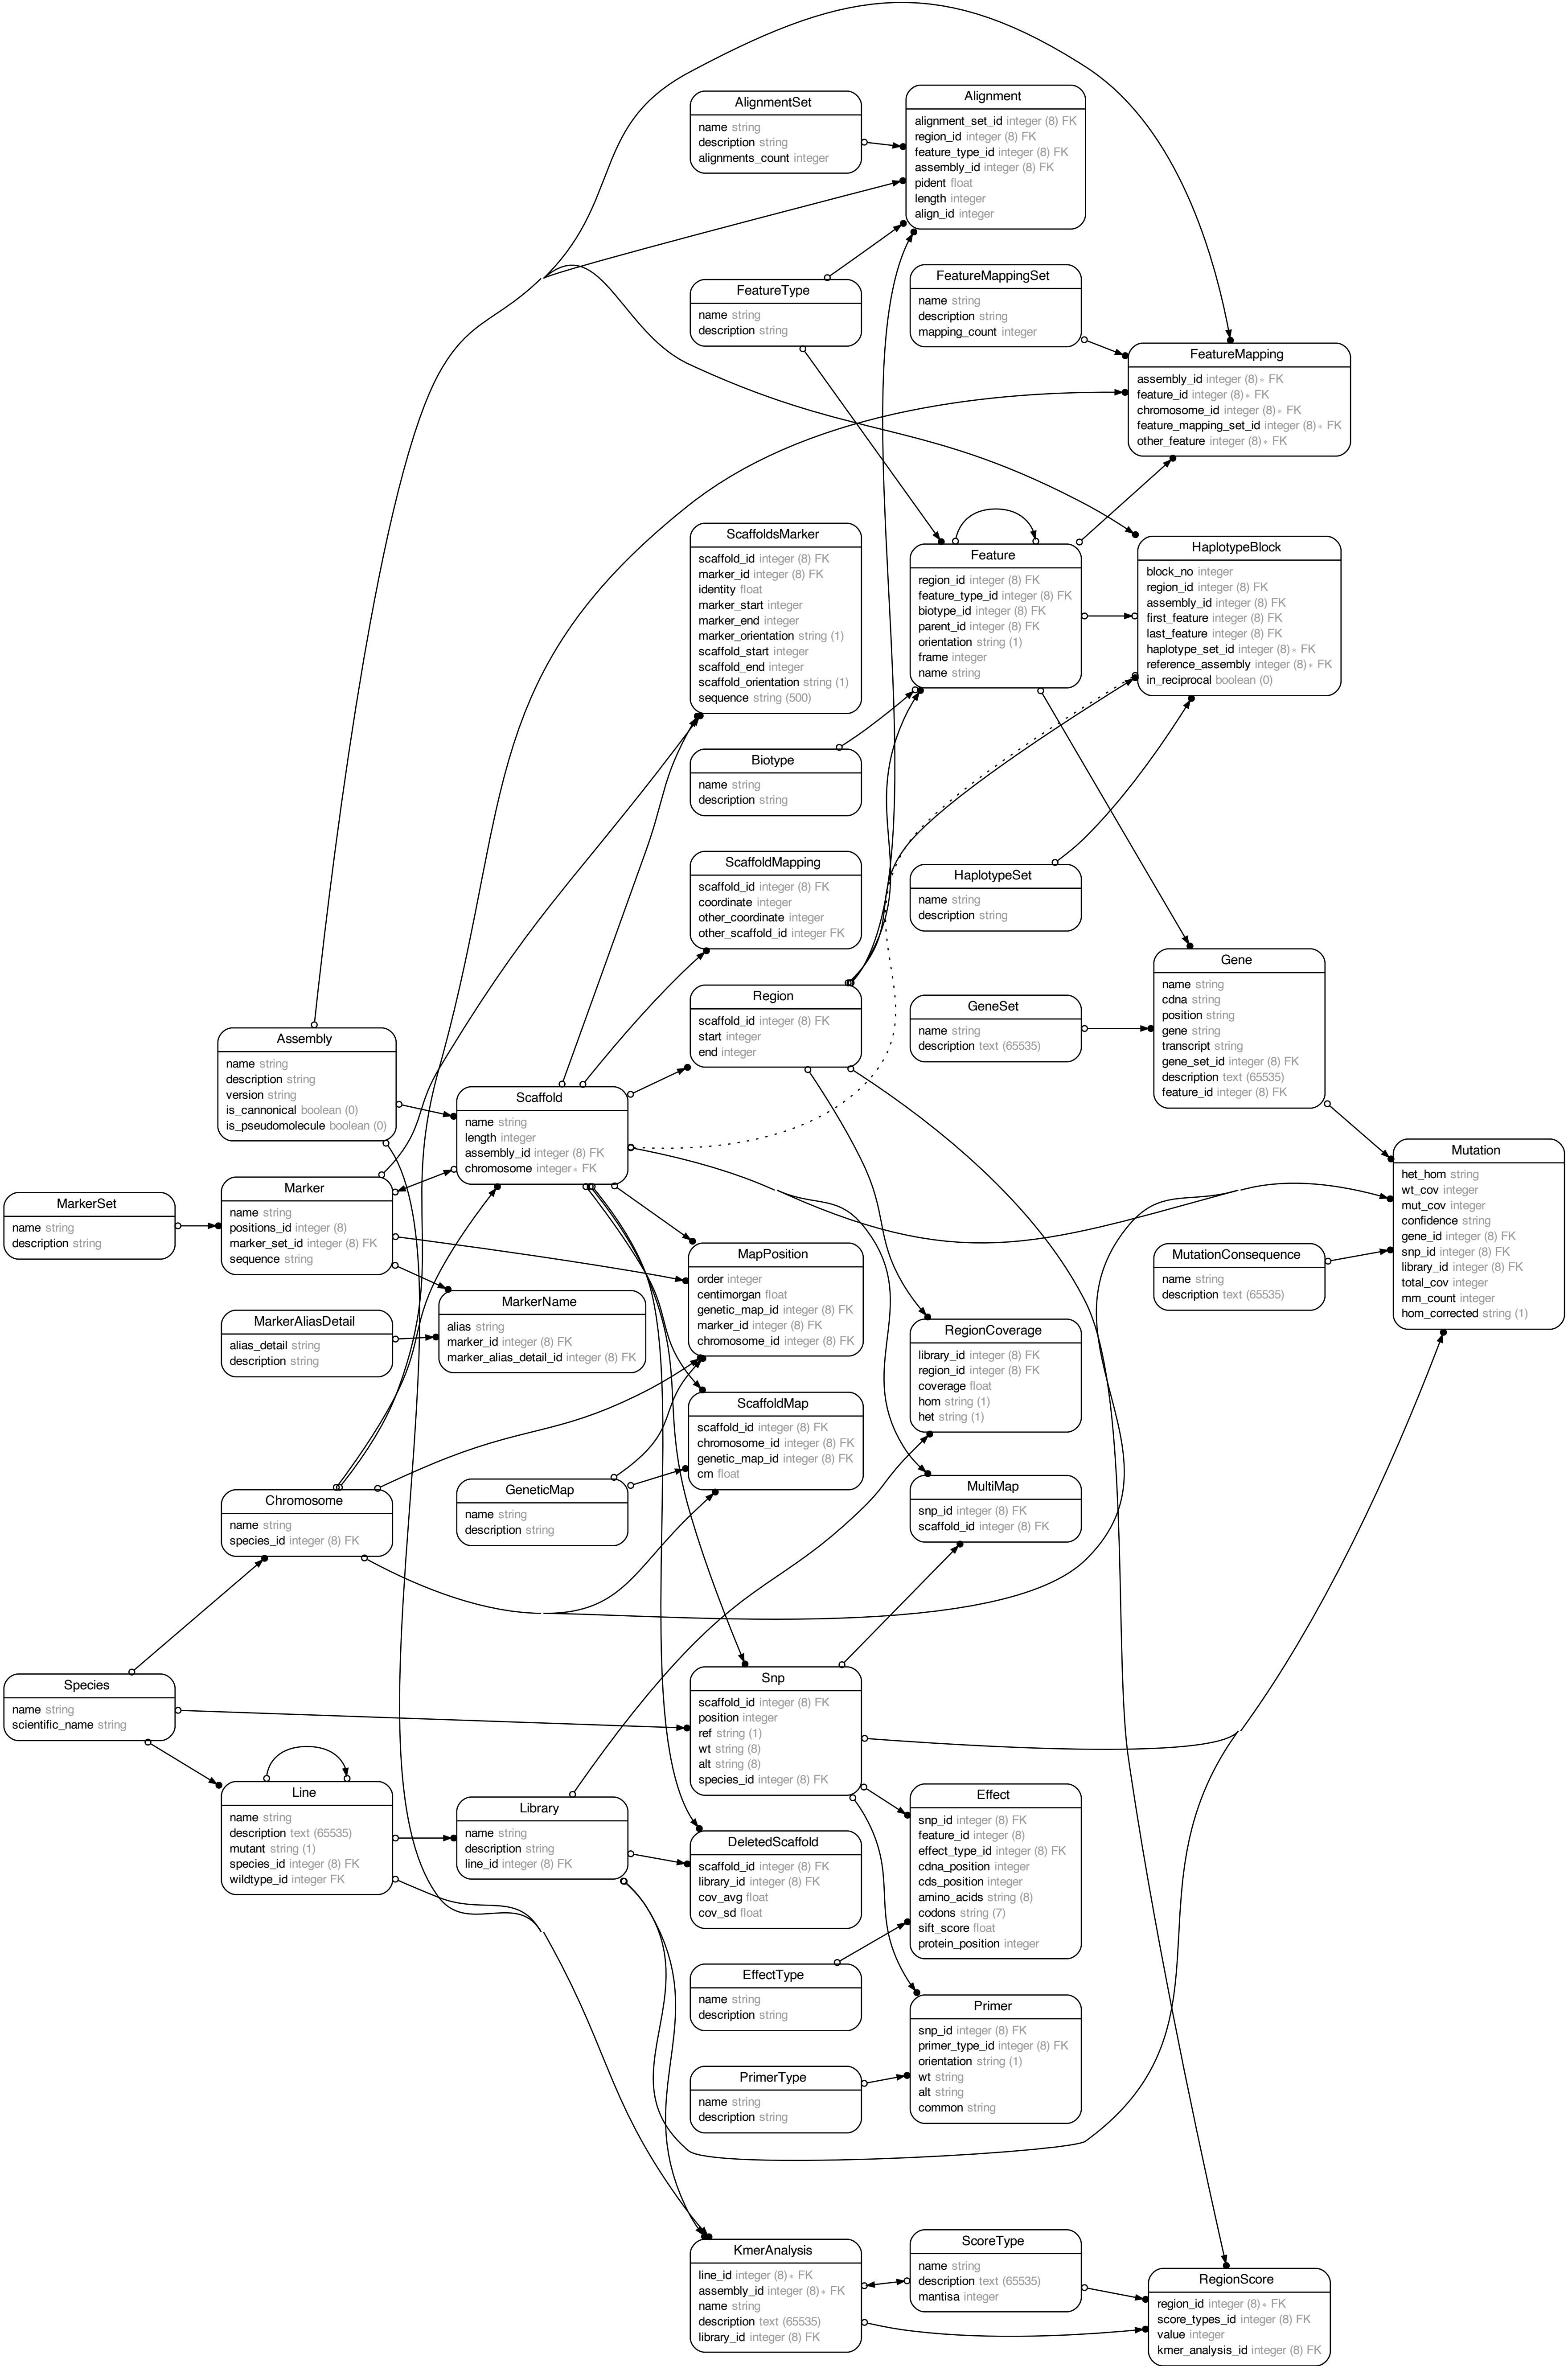 AlignmentSet
name string
description string
alignments_count integer
Alignment
alignment_set_id integer (8) FK
region_id integer (8) FK
feature_type_id integer (8) FK
assembly_id integer (8) FK
pident float
length integer
align_id integer
FeatureType
name string
description string
FeatureMappingSet
name string
description string
mapping_count integer
FeatureMapping
assembly_id integer (8)∗ FK
feature_id integer (8)∗ FK
chromosome_id integer (8)∗ FK
feature_mapping_set_id integer (8)∗ FK
other_feature integer (8)∗ FK
ScaffoldsMarker
scaffold_id integer (8) FK
marker_id integer (8) FK
identity float
marker_start integer
marker_end integer
marker_orientation string (1)
scaffold_start integer
scaffold_end integer
scaffold_orientation string (1)
sequence string (500)
Feature
region_id integer (8) FK
feature_type_id integer (8) FK
biotype_id integer (8) FK
parent_id integer (8) FK
orientation string (1)
frame integer
name string
HaplotypeBlock
block_no integer
region_id integer (8) FK
assembly_id integer (8) FK
first_feature integer (8) FK
last_feature integer (8) FK
haplotype_set_id integer (8)∗ FK
reference_assembly integer (8)∗ FK
in_reciprocal boolean (0)
Biotype
name string
description string
ScaffoldMapping
scaffold_id integer (8) FK
coordinate integer
other_coordinate integer
other_scaffold_id integer FK
HaplotypeSet
name string
description string
Gene
name string
cdna string
position string
gene string
transcript string
gene_set_id integer (8) FK
description text (65535)
feature_id integer (8) FK
Region
scaffold_id integer (8) FK
start integer
end integer
GeneSet
name string
description text (65535)
Assembly
name string
description string
version string
is_cannonical boolean (0)
is_pseudomolecule boolean (0)
Scaffold
name string
length integer
assembly_id integer (8) FK
chromosome integer∗ FK
Mutation
het_hom string
wt_cov integer
mut_cov integer
confidence string
gene_id integer (8) FK
snp_id integer (8) FK
library_id integer (8) FK
total_cov integer
mm_count integer
hom_corrected string (1)
MarkerSet
name string
description string
Marker
name string
positions_id integer (8)
marker_set_id integer (8) FK
sequence string
MapPosition
order integer
centimorgan float
genetic_map_id integer (8) FK
marker_id integer (8) FK
chromosome_id integer (8) FK
MutationConsequence
name string
description text (65535)
MarkerAliasDetail
alias_detail string
description string
MarkerName
alias string
marker_id integer (8) FK
marker_alias_detail_id integer (8) FK
RegionCoverage
library_id integer (8) FK
region_id integer (8) FK
coverage float
hom string (1)
het string (1)
ScaffoldMap
scaffold_id integer (8) FK
chromosome_id integer (8) FK
genetic_map_id integer (8) FK
cm float
Chromosome
name string
species_id integer (8) FK
GeneticMap
name string
description string
MultiMap
snp_id integer (8) FK
scaffold_id integer (8) FK
Species
name string
scientific_name string
Snp
scaffold_id integer (8) FK
position integer
ref string (1)
wt string (8)
alt string (8)
species_id integer (8) FK
Line
name string
description text (65535)
mutant string (1)
species_id integer (8) FK
wildtype_id integer FK
Library
name string
description string
line_id integer (8) FK
DeletedScaffold
scaffold_id integer (8) FK
library_id integer (8) FK
cov_avg float
cov_sd float
Effect
snp_id integer (8) FK
feature_id integer (8)
effect_type_id integer (8) FK
cdna_position integer
cds_position integer
amino_acids string (8)
codons string (7)
sift_score float
protein_position integer
EffectType
name string
description string
Primer
snp_id integer (8) FK
primer_type_id integer (8) FK
orientation string (1)
wt string
alt string
common string
PrimerType
name string
description string
KmerAnalysis
line_id integer (8)∗ FK
assembly_id integer (8)∗ FK
name string
description text (65535)
library_id integer (8) FK
ScoreType
name string
description text (65535)
mantisa integer
RegionScore
region_id integer (8)∗ FK
score_types_id integer (8) FK
value integer
kmer_analysis_id integer (8) FK